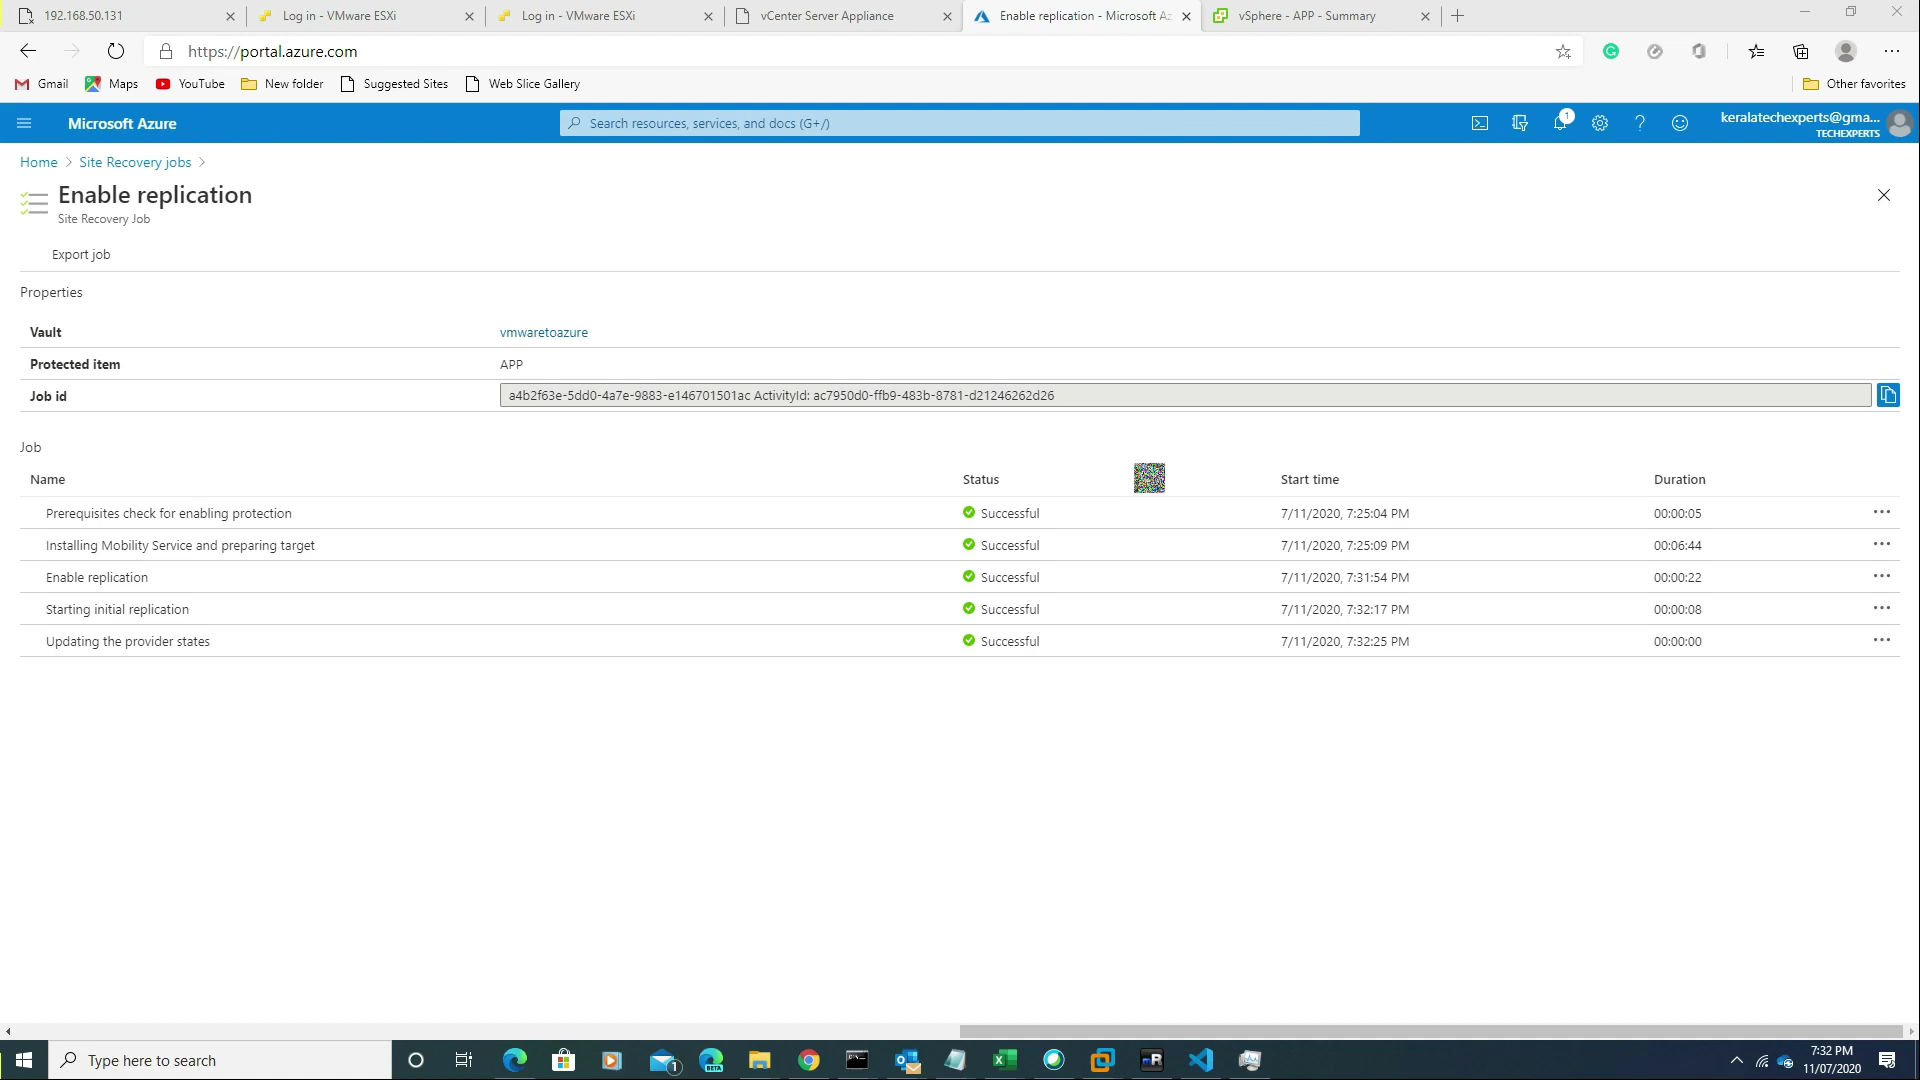 192.168.50.131
Log in - VMware ESXi
Log in - VMware ESXi
vCenter Server Appliance
Enable replication - Microsoft Az
vSphere - APP - Summary
https://portal.azure.com
Gmail
Maps
YouTube
New folder
Suggested Sites
Web Slice Gallery
Other favorites
Microsoft Azure
Search resources, services, and docs (G+/)
1
keralatechexperts@gma...
TECHEXPERTS
Home > Site Recovery jobs >
Enable replication
Site Recovery Job
Export job
Properties
Vault vmwaretoazure
Protected item APP
Job id a4b2f63e-5dd0-4a7e-9883-e146701501ac ActivityId: ac7950d0-ffb9-483b-8781-d21246262d26
Job
Name Status Start time Duration
Prerequisites check for enabling protection Successful 7/11/2020, 7:25:04 PM 00:00:05
Installing Mobility Service and preparing target Successful 7/11/2020, 7:25:09 PM 00:06:44
Enable replication Successful 7/11/2020, 7:31:54 PM 00:00:22
Starting initial replication Successful 7/11/2020, 7:32:17 PM 00:00:08
Updating the provider states Successful 7/11/2020, 7:32:25 PM 00:00:00
Type here to search
1
BETA
mR
7:32 PM
11/07/2020